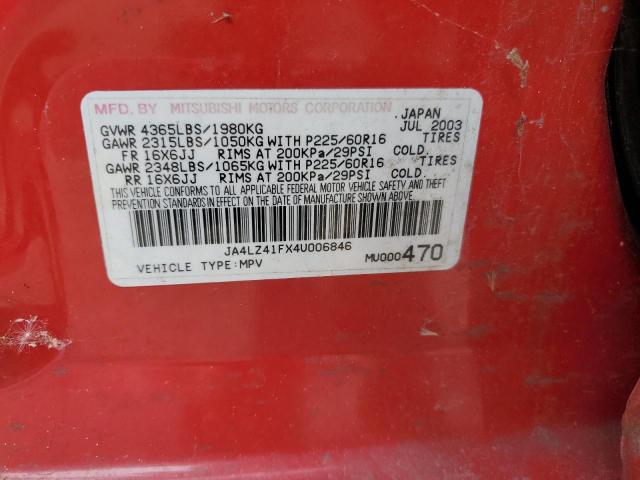 MFD. BY MITSUBISHI MOTORS CORPORATION .JAPAN
GVWR 4365LBS/1980KG JUL 2003
GAWR 2315LBS/1050KG WITH P225/60R16 TIRES
FR 16X6JJ RIMS AT 200KPa/29PSI COLD.
GAWR 2348LBS/1065KG WITH P225/60R16 TIRES
RR 16X6JJ RIMS AT 200KPa/29PSI COLD.
THIS VEHICLE CONFORMS TO ALL APPLICABLE FEDERAL MOTOR VEHICLE SAFETY AND THEFT
PREVENTION STANDARDS IN EFFECT ON THE DATE OF MANUFACTURE SHOWN ABOVE.
JA4LZ41FX4U006846
VEHICLE TYPE:MPV MU000470